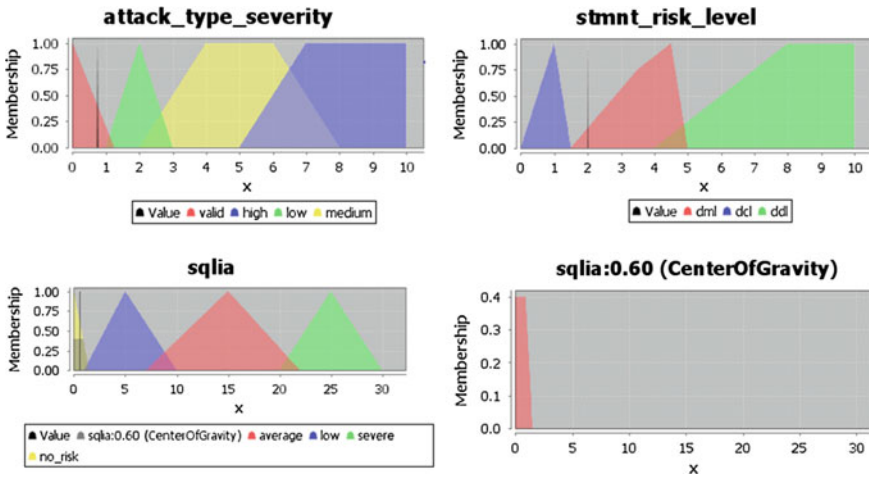 attack_type_severity
Membership
1.00
0.75
0.50
0.25
0.00
0 1 2 3 4 5 6 7 8 9 10
x
Value valid high low medium
stmnt_risk_level
Membership
1.00
0.75
0.50
0.25
0.00
0 1 2 3 4 5 6 7 8 9 10
x
Value dml dcl ddl
sqlia
Membership
1.00
0.75
0.50
0.25
0.00
0 5 10 15 20 25 30
x
Value sqlia:0.60 (CenterOfGravity) average low severe
no_risk
sqlia:0.60 (CenterOfGravity)
Membership
0.4
0.3
0.2
0.1
0.0
0 5 10 15 20 25 30
x